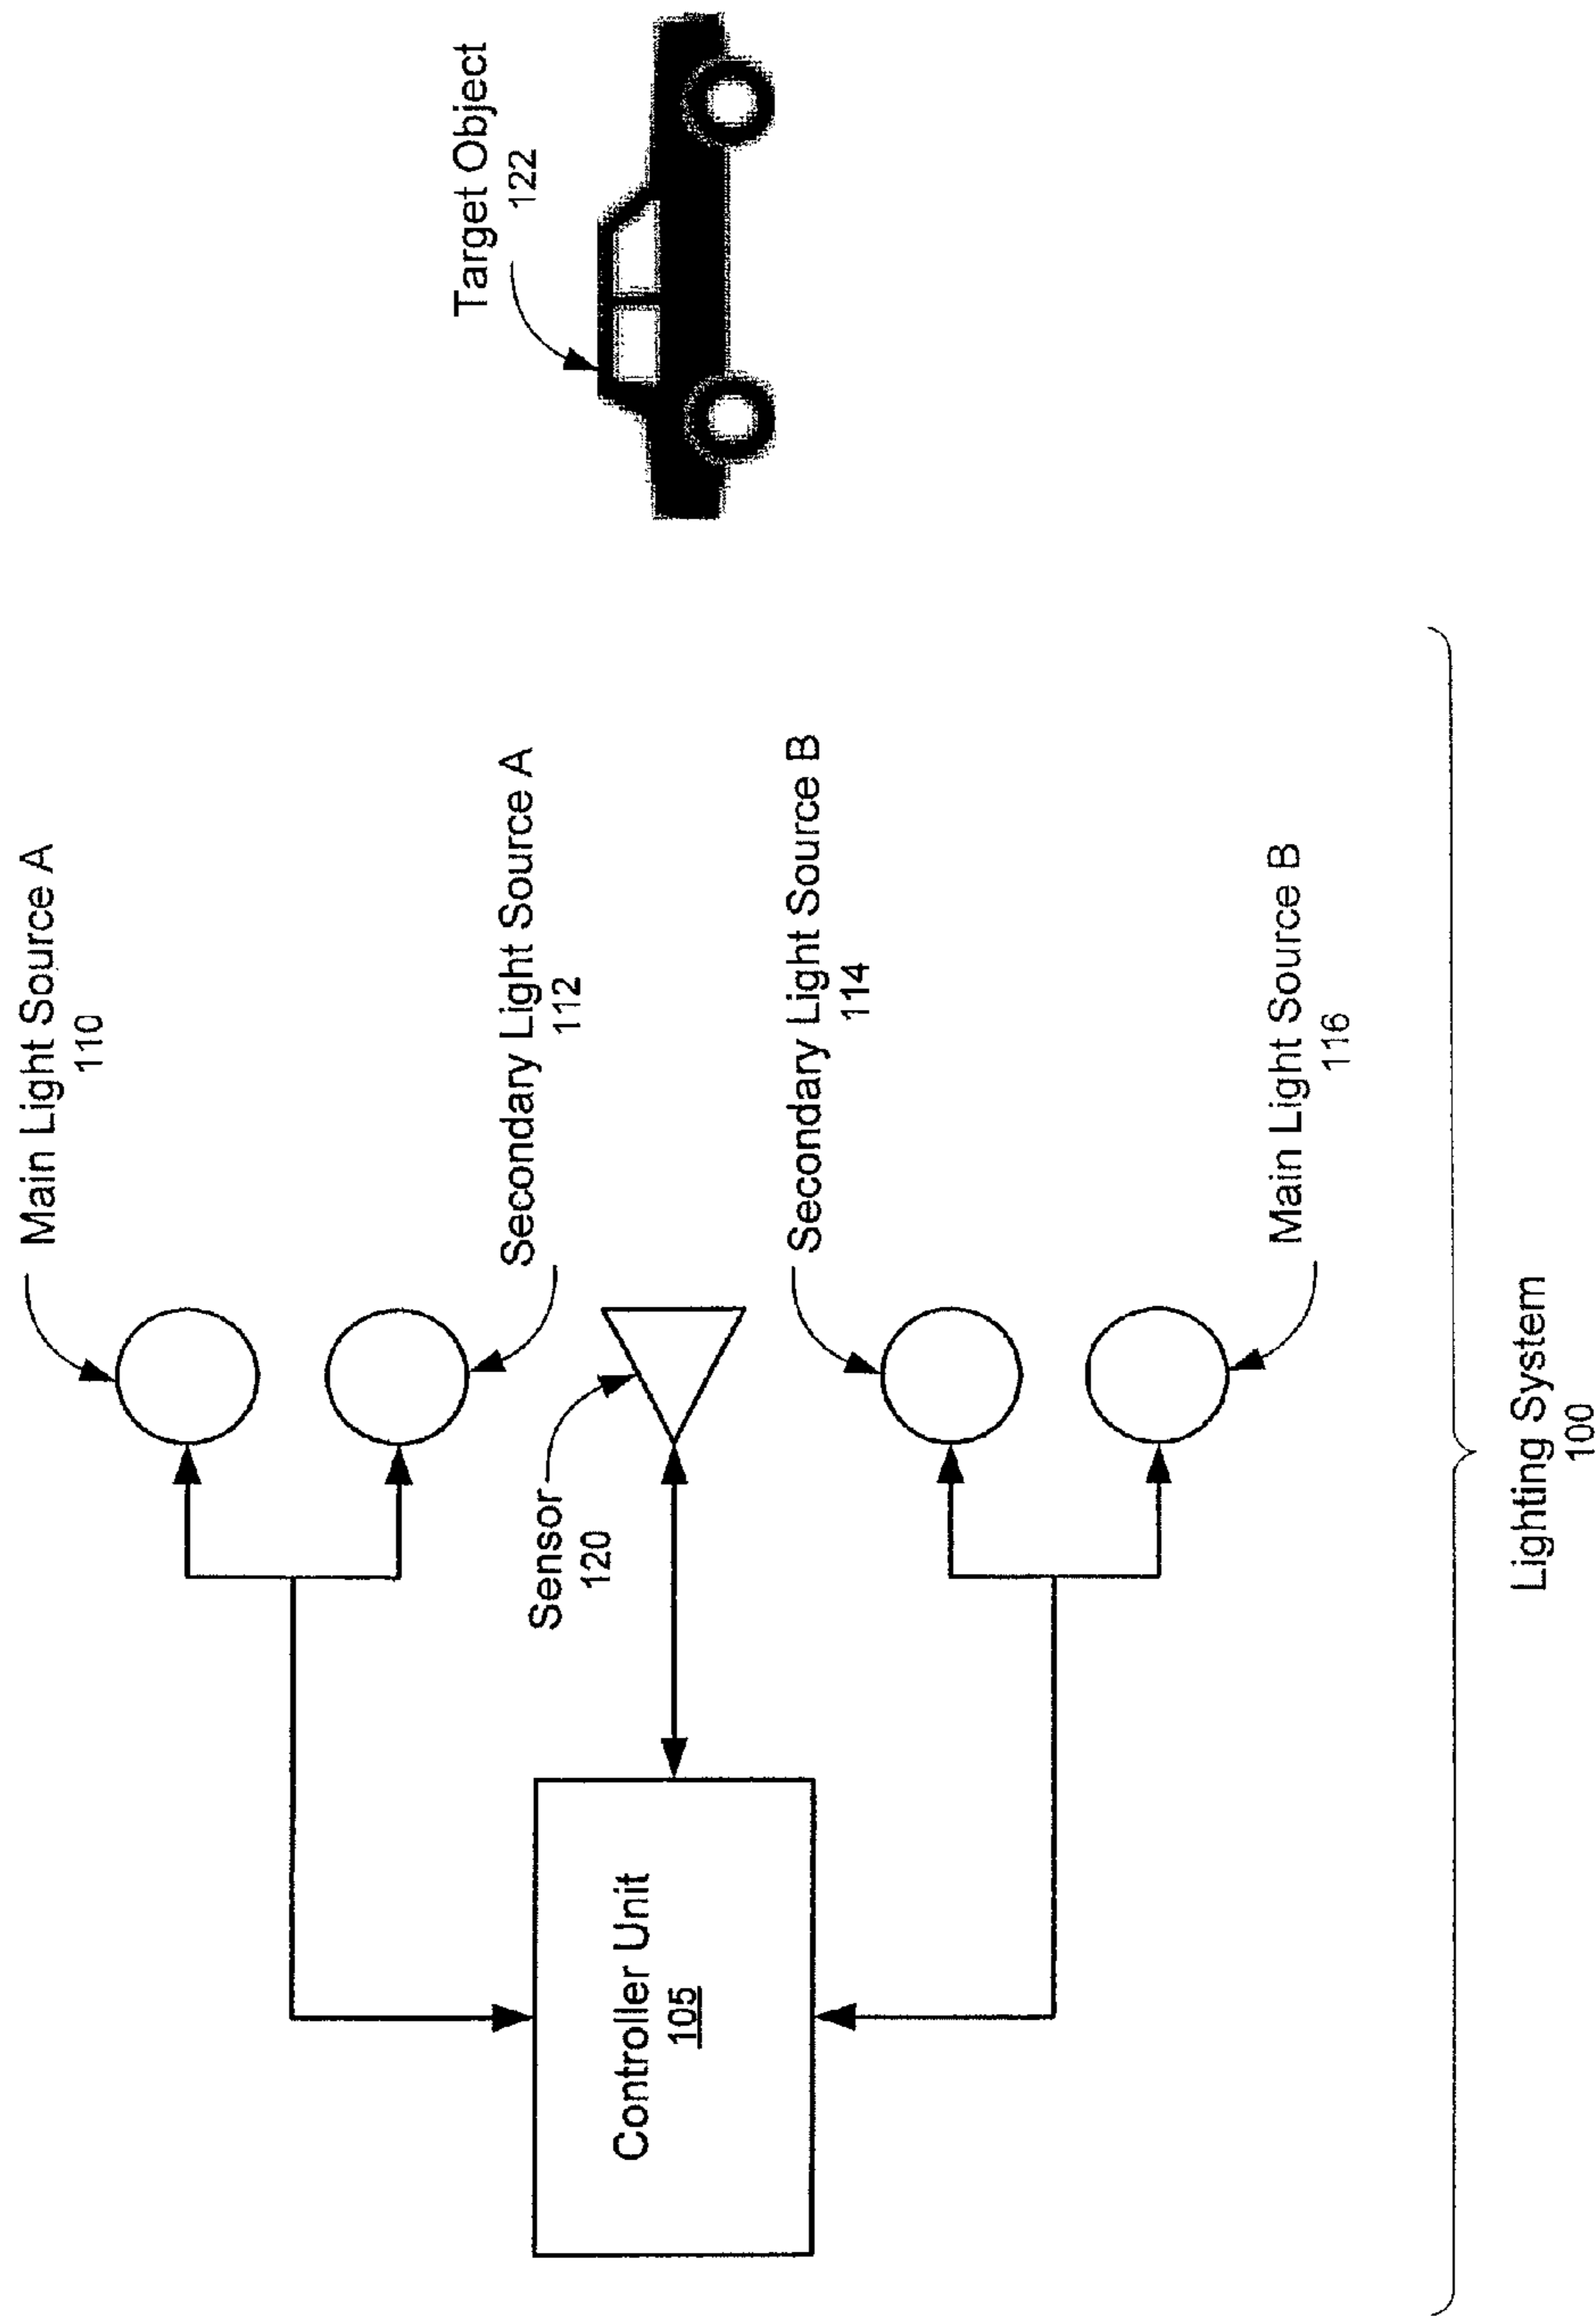 Main Light Source A
110
Secondary Light Source A
112
Target Object
122
Sensor
120
Controller Unit
105
Secondary Light Source B
114
Main Light Source B
116
Lighting System
100